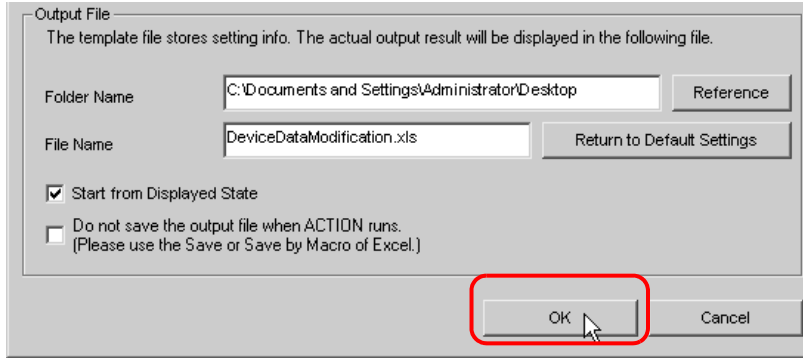 Output File
The template file stores setting info. The actual output result will be displayed in the following file.
Folder Name
C:\Documents and Settings\Administrator\Desktop
Reference
File Name
DeviceDataModification.xls
Return to Default Settings
Start from Displayed State
Do not save the output file when ACTION runs.
(Please use the Save or Save by Macro of Excel.)
OK
Cancel